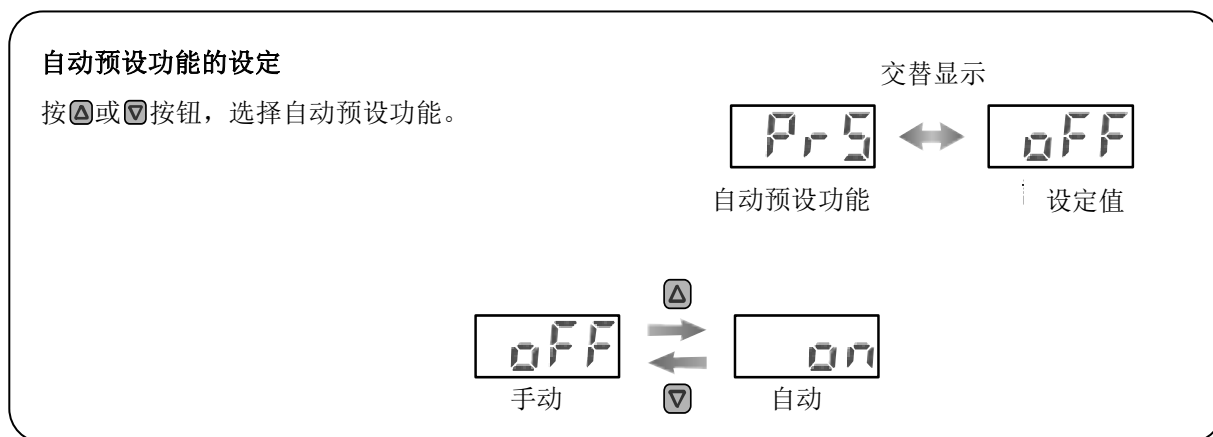 自动预设功能的设定
按△或▽按钮，选择自动预设功能。
交替显示
PrS oFF
自动预设功能 设定值
oFF on
手动 自动